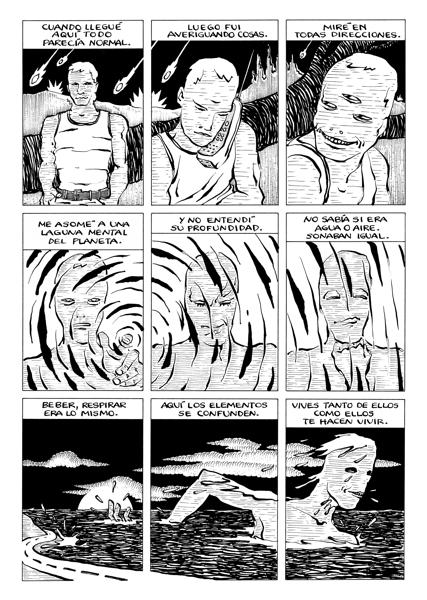 CUANDO LLEGUÉ
AQUÍ TODO
PARECÍA NORMAL.
LUEGO FUI
AVERIGUANDO COSAS.
MIRÉ EN
TODAS DIRECCIONES.
ME ASOMÉ A UNA
LAGUNA MENTAL
DEL PLANETA.
Y NO ENTENDÍ
SU PROFUNDIDAD.
NO SABÍA SI ERA
AGUA O AIRE.
SONABAN IGUAL.
BEBER, RESPIRAR
ERA LO MISMO.
AQUÍ LOS ELEMENTOS
SE CONFUNDEN.
VIVES TANTO DE ELLOS
COMO ELLOS
TE HACEN VIVIR.